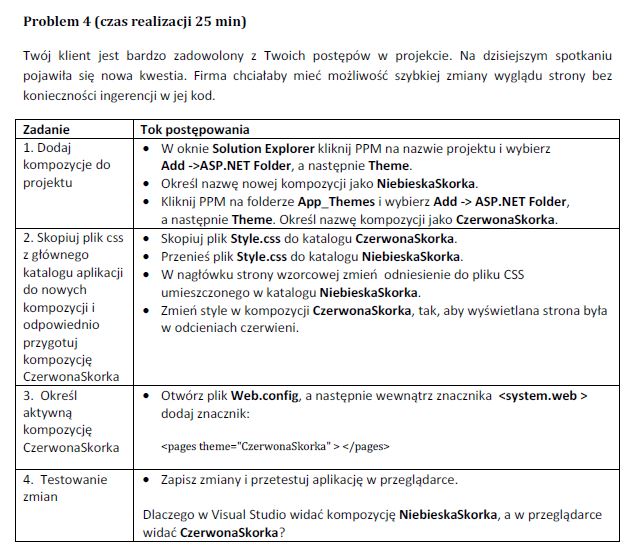 Problem 4 (czas realizacji 25 min)
Twój klient jest bardzo zadowolony z Twoich postępów w projekcie. Na dzisiejszym spotkaniu
pojawiła się nowa kwestia. Firma chciałaby mieć możliwość szybkiej zmiany wyglądu strony bez
konieczności ingerencji w jej kod.
Zadanie
Tok postępowania
1. Dodaj
kompozycje do
projektu
• W oknie Solution Explorer kliknij PPM na nazwie projektu i wybierz
Add ->ASP.NET Folder, a następnie Theme.
• Określ nazwę nowej kompozycji jako NiebieskaSkorka.
• Kliknij PPM na folderze App_Themes i wybierz Add -> ASP.NET Folder,
a następnie Theme. Określ nazwę kompozycji jako CzerwonaSkorka.
2. Skopiuj plik css
z głównego
katalogu aplikacji
do nowych
kompozycji i
odpowiednio
przygotuj
kompozycję
CzerwonaSkorka
• Skopiuj plik Style.css do katalogu CzerwonaSkorka.
• Przenieś plik Style.css do katalogu NiebieskaSkorka.
• W nagłówku strony wzorcowej zmień odniesienie do pliku CSS
umieszczonego w katalogu NiebieskaSkorka.
• Zmień style w kompozycji CzerwonaSkorka, tak, aby wyświetlana strona była
w odcieniach czerwieni.
3. Określ
aktywną
kompozycję
CzerwonaSkorka
• Otwórz plik Web.config, a następnie wewnątrz znacznika <system.web >
dodaj znacznik:
<pages theme="CzerwonaSkorka" > </pages>
4. Testowanie
zmian
• Zapisz zmiany i przetestuj aplikację w przeglądarce.
Dlaczego w Visual Studio widać kompozycję NiebieskaSkorka, a w przeglądarce
widać CzerwonaSkorka?